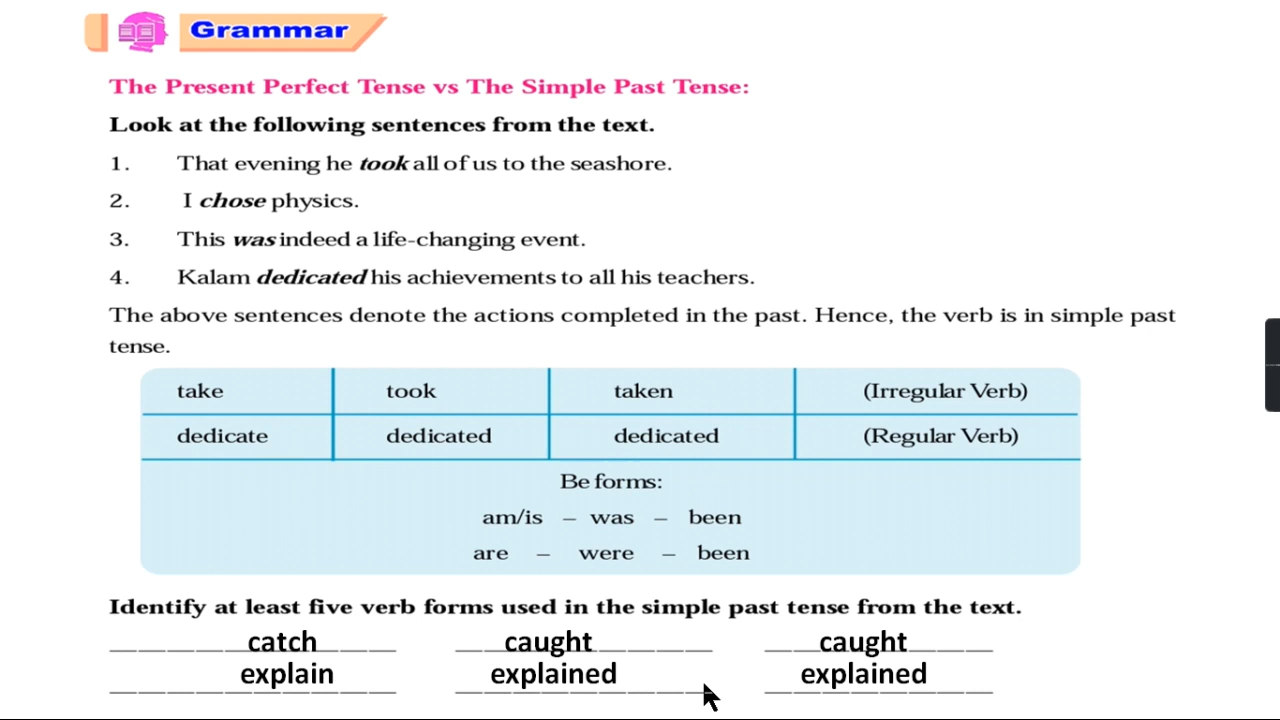 Grammar
The Present Perfect Tense vs The Simple Past Tense:
Look at the following sentences from the text.
1. That evening he took all of us to the seashore.
2. I chose physics.
3. This was indeed a life-changing event.
4. Kalam dedicated his achievements to all his teachers.
The above sentences denote the actions completed in the past. Hence, the verb is in simple past
tense.
take took taken (Irregular Verb)
dedicate dedicated dedicated (Regular Verb)
Be forms:
am/is – was – been
are – were – been
Identify at least five verb forms used in the simple past tense from the text.
catch caught caught
explain explained explained